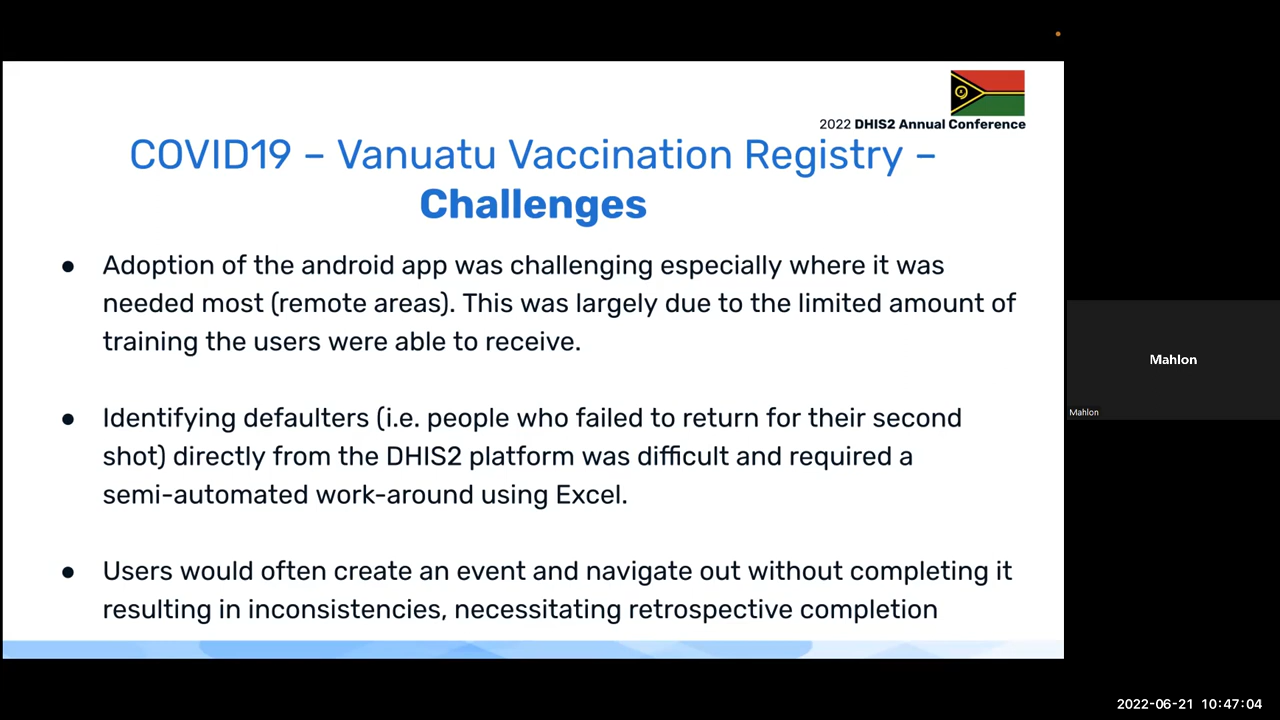 2022 DHIS2 Annual Conference
COVID19 – Vanuatu Vaccination Registry –
Challenges
● Adoption of the android app was challenging especially where it was
needed most (remote areas). This was largely due to the limited amount of
training the users were able to receive.
● Identifying defaulters (i.e. people who failed to return for their second
shot) directly from the DHIS2 platform was difficult and required a
semi-automated work-around using Excel.
● Users would often create an event and navigate out without completing it
resulting in inconsistencies, necessitating retrospective completion
Mahlon
Mahlon
2022-06-21 10:47:04